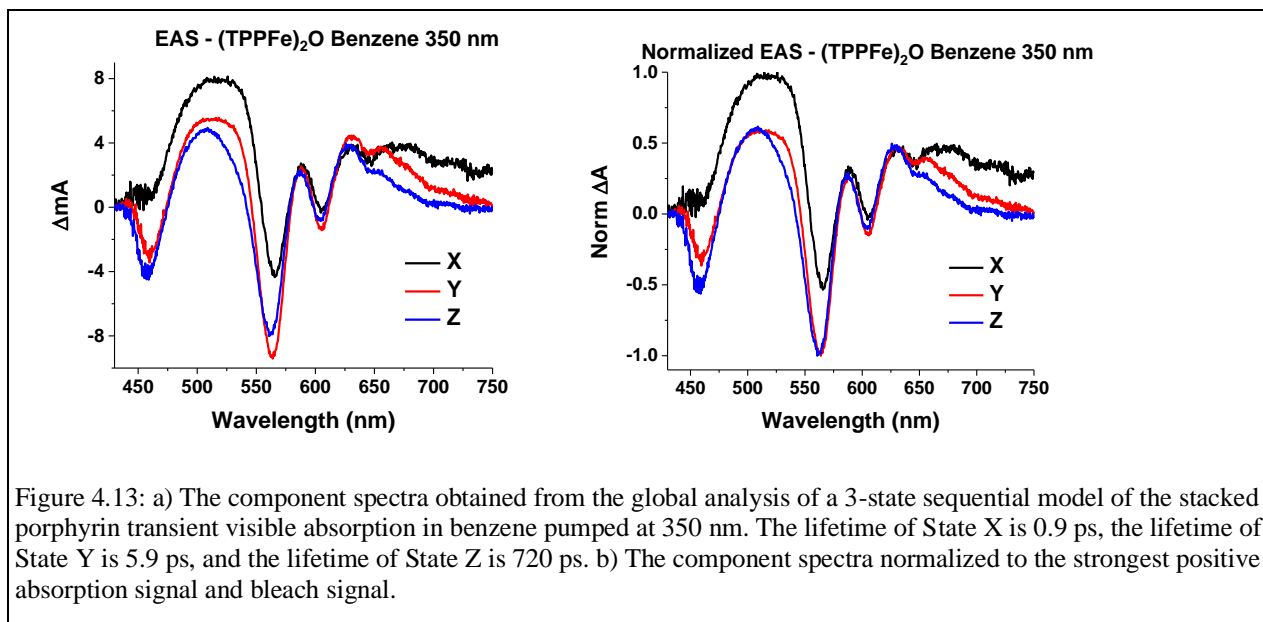 EAS - (TPPFe)2O Benzene 350 nm
8
4
0
-4
-8
ΔmA
X
Y
Z
450 500 550 600 650 700 750
Wavelength (nm)
Normalized EAS - (TPPFe)2O Benzene 350 nm
1.0
0.5
0.0
-0.5
-1.0
Norm ΔA
X
Y
Z
450 500 550 600 650 700 750
Wavelength (nm)
Figure 4.13: a) The component spectra obtained from the global analysis of a 3-state sequential model of the stacked
porphyrin transient visible absorption in benzene pumped at 350 nm. The lifetime of State X is 0.9 ps, the lifetime of
State Y is 5.9 ps, and the lifetime of State Z is 720 ps. b) The component spectra normalized to the strongest positive
absorption signal and bleach signal.